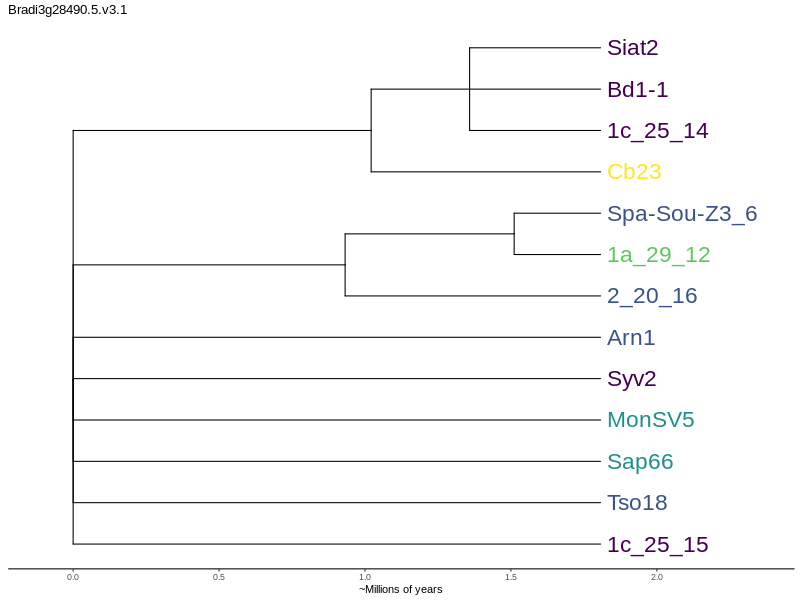 Bradi3g28490.5.v3.1
Siat2
Bd1-1
1c_25_14
Cb23
Spa-Sou-Z3_6
1a_29_12
2_20_16
Arn1
Syv2
MonSV5
Sap66
Tso18
1c_25_15
0.0 0.5 1.0 1.5 2.0
~Millions of years